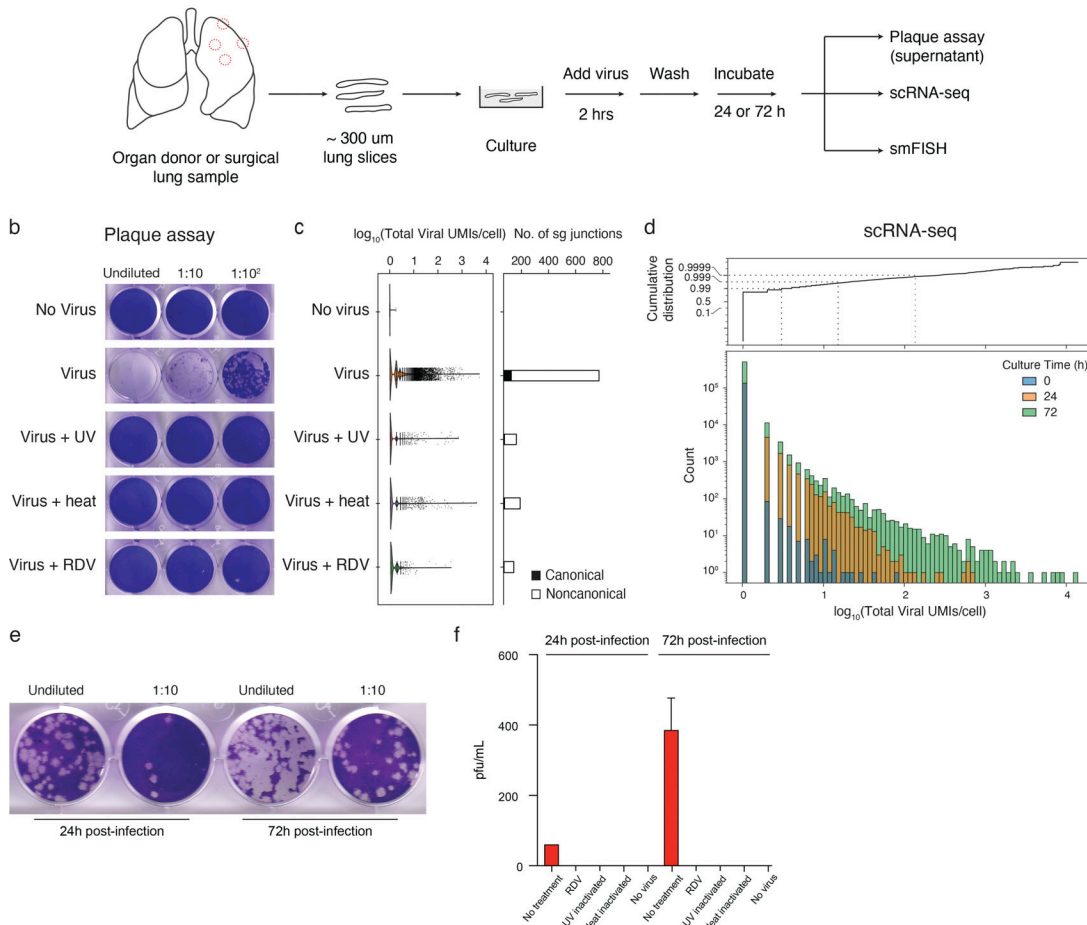 Organ donor or surgical
lung sample
~ 300 um
lung slices
Culture
Add virus
2 hrs
Wash
Incubate
24 or 72 h
Plaque assay
(supernatant)
scRNA-seq
smFISH
b
Plaque assay
Undiluted 1:10 1:10²
No Virus
Virus
Virus + UV
Virus + heat
Virus + RDV
c
log₁₀(Total Viral UMIs/cell) No. of sg junctions
0 1 2 3 4 0 200 400 600 800
No virus
Virus
Virus + UV
Virus + heat
Virus + RDV
Canonical
Noncanonical
d
scRNA-seq
Cumulative
distribution
0.9999
0.999
0.99
0.5
0.1
Culture Time (h)
0
24
72
Count
10⁵
10⁴
10³
10²
10¹
10⁰
0 1 2 3 4
log₁₀(Total Viral UMIs/cell)
e
Undiluted 1:10 Undiluted 1:10
24h post-infection 72h post-infection
f
24h post-infection 72h post-infection
pfu/mL
600
400
200
0
No treatment
RDV
UV inactivated
eat inactivated
No virus
No treatment
RDV
UV inactivated
eat inactivated
No virus